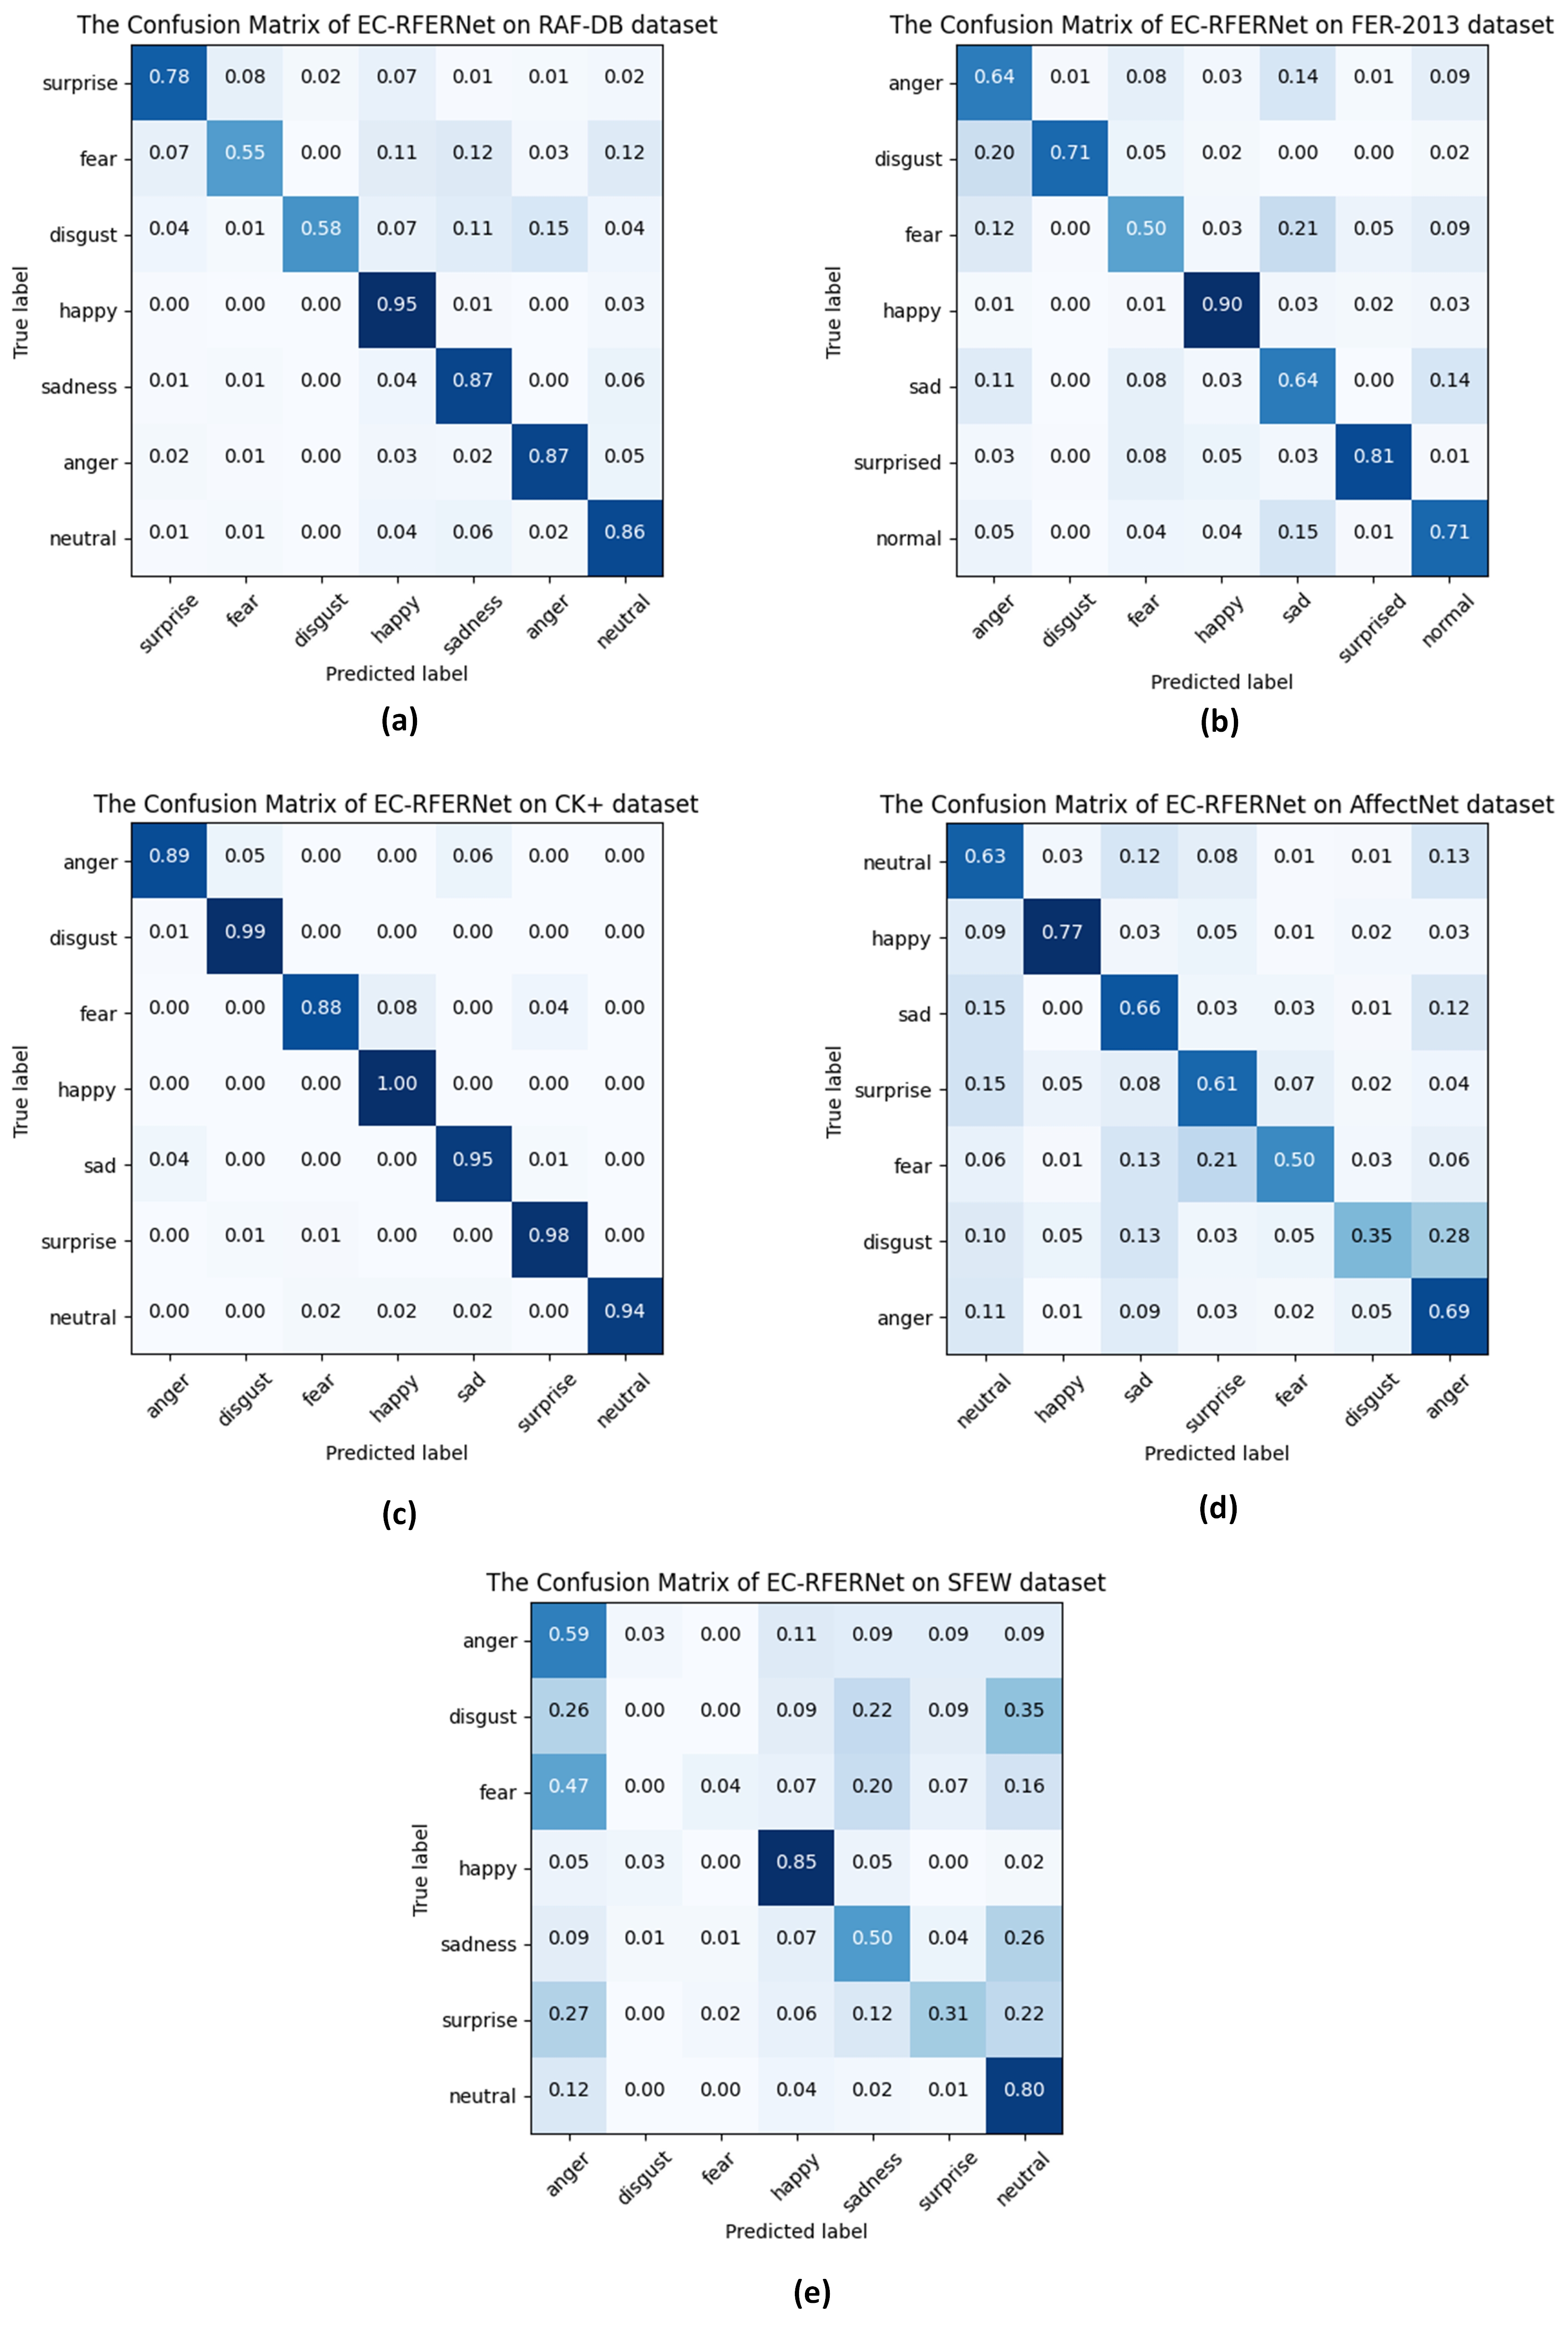 The Confusion Matrix of EC-RFERNet on RAF-DB dataset
surprise 0.78 0.08 0.02 0.07 0.01 0.01 0.02
fear 0.07 0.55 0.00 0.11 0.12 0.03 0.12
disgust 0.04 0.01 0.58 0.07 0.11 0.15 0.04
happy 0.00 0.00 0.00 0.95 0.01 0.00 0.03
sadness 0.01 0.01 0.00 0.04 0.87 0.00 0.06
anger 0.02 0.01 0.00 0.03 0.02 0.87 0.05
neutral 0.01 0.01 0.00 0.04 0.06 0.02 0.86
True label
surprise fear disgust happy sadness anger neutral
Predicted label
(a)
The Confusion Matrix of EC-RFERNet on FER-2013 dataset
anger 0.64 0.01 0.08 0.03 0.14 0.01 0.09
disgust 0.20 0.71 0.05 0.02 0.00 0.00 0.02
fear 0.12 0.00 0.50 0.03 0.21 0.05 0.09
happy 0.01 0.00 0.01 0.90 0.03 0.02 0.03
sad 0.11 0.00 0.08 0.03 0.64 0.00 0.14
surprised 0.03 0.00 0.08 0.05 0.03 0.81 0.01
normal 0.05 0.00 0.04 0.04 0.15 0.01 0.71
True label
anger disgust fear happy sad surprised normal
Predicted label
(b)
The Confusion Matrix of EC-RFERNet on CK+ dataset
anger 0.89 0.05 0.00 0.00 0.06 0.00 0.00
disgust 0.01 0.99 0.00 0.00 0.00 0.00 0.00
fear 0.00 0.00 0.88 0.08 0.00 0.04 0.00
happy 0.00 0.00 0.00 1.00 0.00 0.00 0.00
sad 0.04 0.00 0.00 0.00 0.95 0.01 0.00
surprise 0.00 0.01 0.01 0.00 0.00 0.98 0.00
neutral 0.00 0.00 0.02 0.02 0.02 0.00 0.94
True label
anger disgust fear happy sad surprise neutral
Predicted label
(c)
The Confusion Matrix of EC-RFERNet on AffectNet dataset
neutral 0.63 0.03 0.12 0.08 0.01 0.01 0.13
happy 0.09 0.77 0.03 0.05 0.01 0.02 0.03
sad 0.15 0.00 0.66 0.03 0.03 0.01 0.12
surprise 0.15 0.05 0.08 0.61 0.07 0.02 0.04
fear 0.06 0.01 0.13 0.21 0.50 0.03 0.06
disgust 0.10 0.05 0.13 0.03 0.05 0.35 0.28
anger 0.11 0.01 0.09 0.03 0.02 0.05 0.69
True label
neutral happy sad surprise fear disgust anger
Predicted label
(d)
The Confusion Matrix of EC-RFERNet on SFEW dataset
anger 0.59 0.03 0.00 0.11 0.09 0.09 0.09
disgust 0.26 0.00 0.00 0.09 0.22 0.09 0.35
fear 0.47 0.00 0.04 0.07 0.20 0.07 0.16
happy 0.05 0.03 0.00 0.85 0.05 0.00 0.02
sadness 0.09 0.01 0.01 0.07 0.50 0.04 0.26
surprise 0.27 0.00 0.02 0.06 0.12 0.31 0.22
neutral 0.12 0.00 0.00 0.04 0.02 0.01 0.80
True label
anger disgust fear happy sadness surprise neutral
Predicted label
(e)